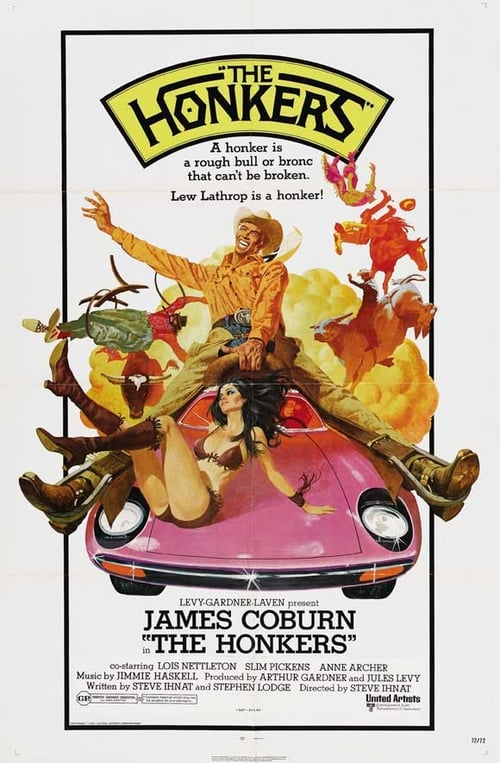 "THE
HONKERS"
A honker is
a rough bull or bronc
that can't be broken.
Lew Lathrop is a honker!
LEVY-GARDNER-LAVEN present
JAMES COBURN
in "THE HONKERS"
co-starring LOIS NETTLETON SLIM PICKENS ANNE ARCHER
Music by JIMMIE HASKELL Produced by ARTHUR GARDNER and JULES LEVY
Written by STEVE IHNAT and STEPHEN LODGE Directed by STEVE IHNAT
GP
United Artists
72/72